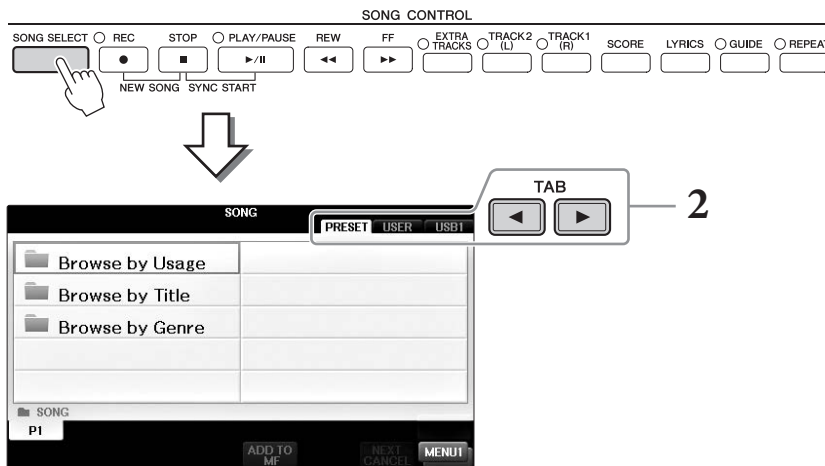 SONG CONTROL
SONG SELECT REC STOP PLAY/PAUSE REW FF EXTRA TRACKS TRACK2 (L) TRACK1 (R) SCORE LYRICS GUIDE REPEAT
NEW SONG SYNC START
TAB
2
SONG
PRESET USER USB1
Browse by Usage
Browse by Title
Browse by Genre
SONG
P1
ADD TO MF NEXT CANCEL MENU1